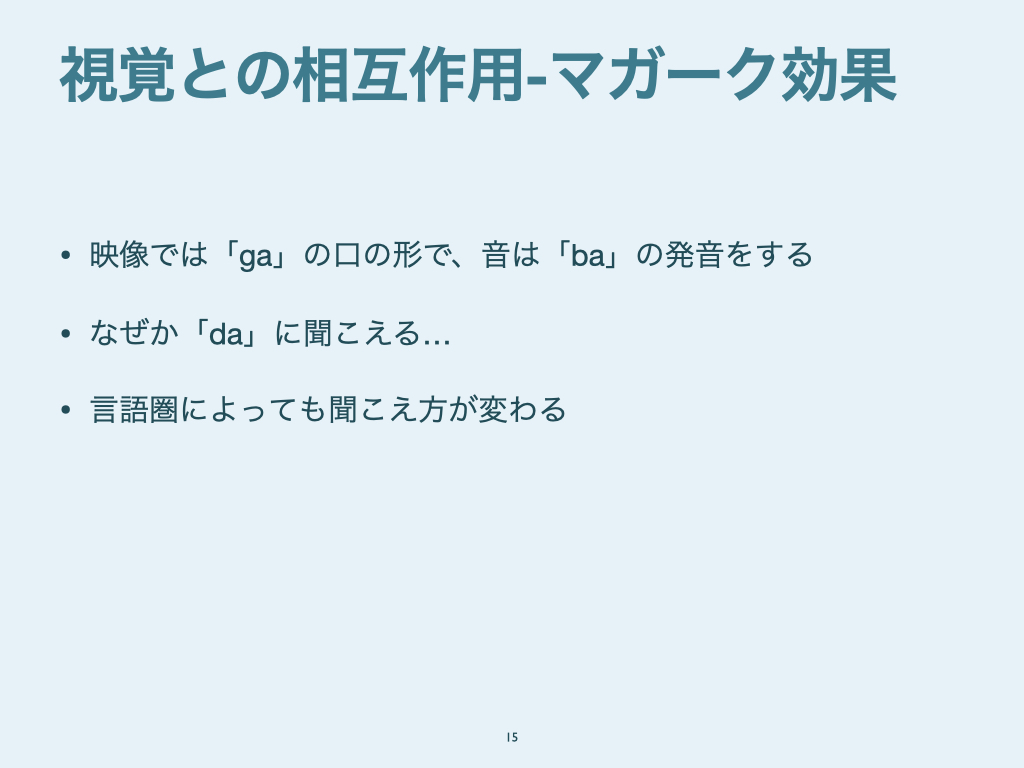 視覚との相互作用-マガーク効果
• 映像では「ga」の口の形で、音は「ba」の発音をする
• なぜか「da」に聞こえる…
• 言語圏によっても聞こえ方が変わる
15